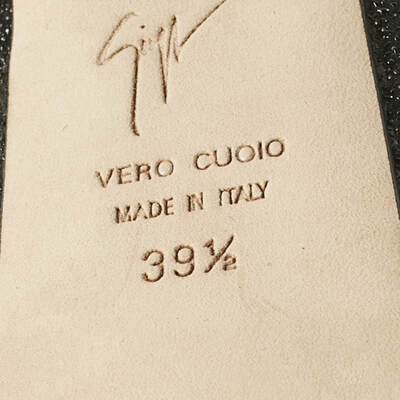 VERO CUOIO
MADE IN ITALY
39½